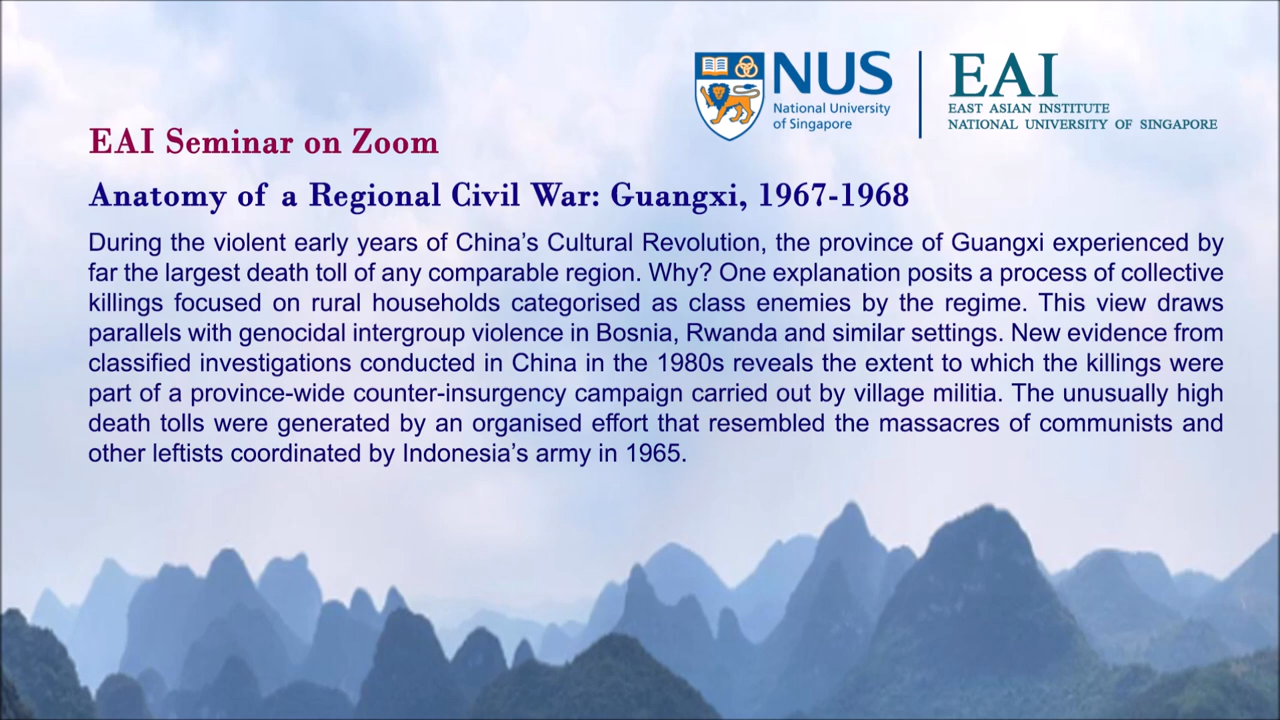 NUS
National University
of Singapore
EAI
EAST ASIAN INSTITUTE
NATIONAL UNIVERSITY OF SINGAPORE
EAI Seminar on Zoom
Anatomy of a Regional Civil War: Guangxi, 1967-1968
During the violent early years of China’s Cultural Revolution, the province of Guangxi experienced by
far the largest death toll of any comparable region. Why? One explanation posits a process of collective
killings focused on rural households categorised as class enemies by the regime. This view draws
parallels with genocidal intergroup violence in Bosnia, Rwanda and similar settings. New evidence from
classified investigations conducted in China in the 1980s reveals the extent to which the killings were
part of a province-wide counter-insurgency campaign carried out by village militia. The unusually high
death tolls were generated by an organised effort that resembled the massacres of communists and
other leftists coordinated by Indonesia’s army in 1965.